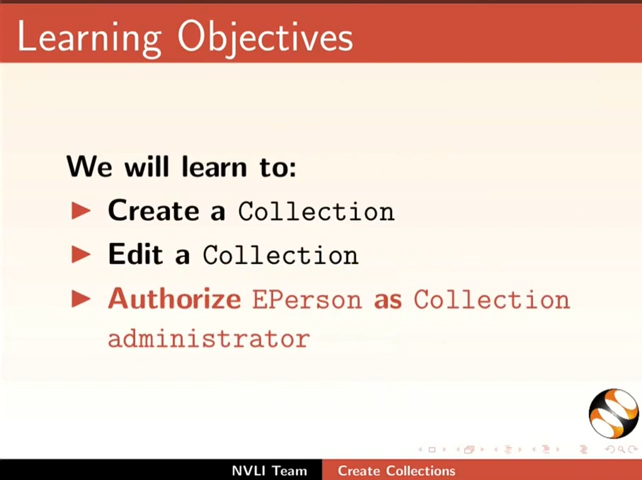 Learning Objectives
We will learn to:
Create a Collection
Edit a Collection
Authorize EPerson as Collection
administrator
NVLI Team Create Collections